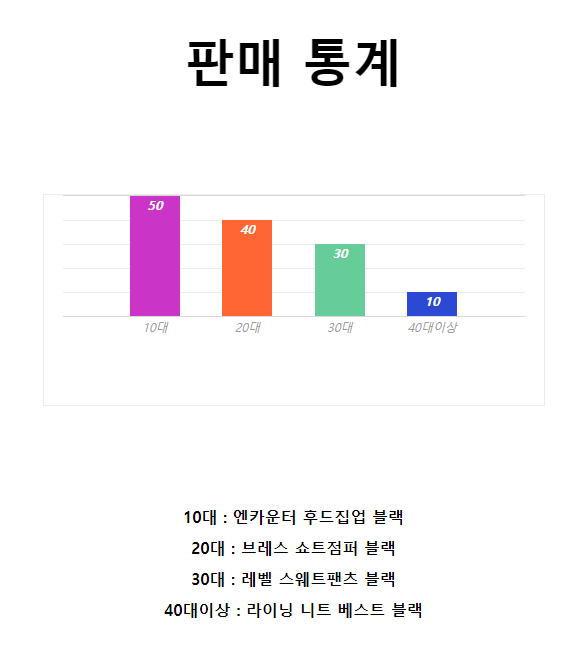 판매 통계
50
40
30
10
10대
20대
30대
40대이상
10대 : 엔카운터 후드집업 블랙
20대 : 브레스 쇼트점퍼 블랙
30대 : 레벨 스웨트팬츠 블랙
40대이상 : 라이닝 니트 베스트 블랙